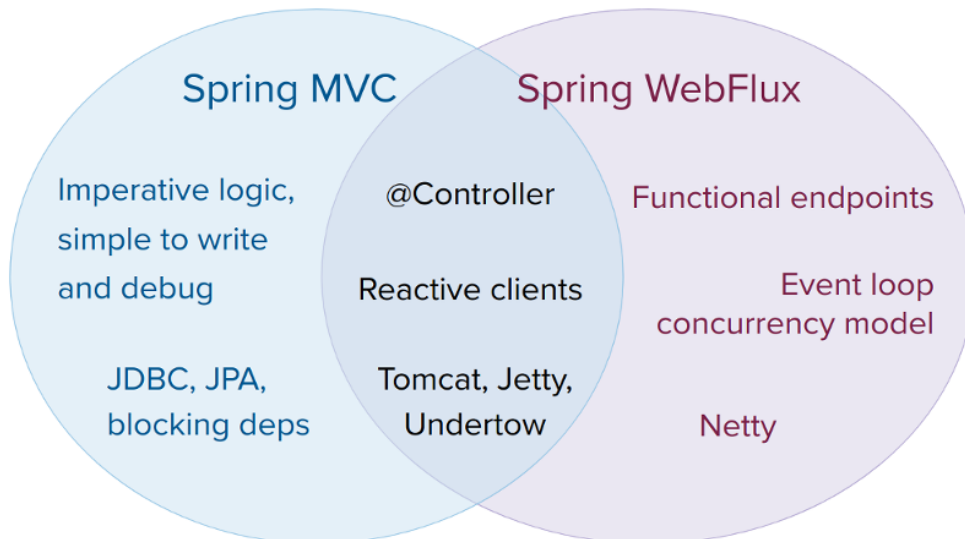 Spring MVC
Spring WebFlux
Imperative logic,
simple to write
and debug
JDBC, JPA,
blocking deps
@Controller
Reactive clients
Tomcat, Jetty,
Undertow
Functional endpoints
Event loop
concurrency model
Netty